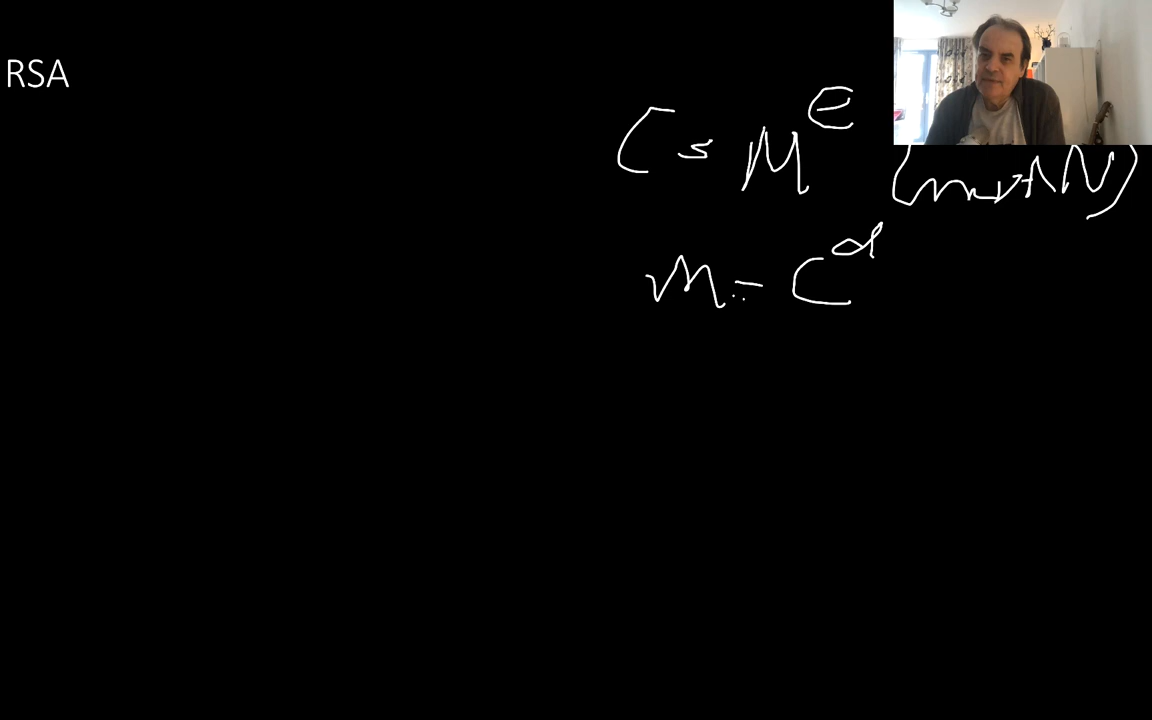 RSA
C = M^e (mod N)
M = C^d